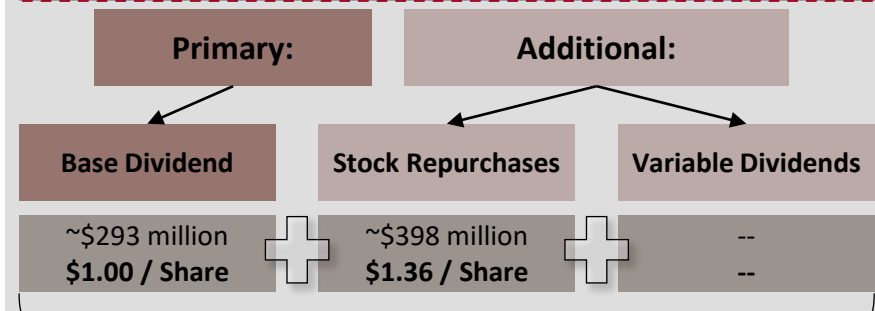 Primary:
Additional:
Base Dividend
Stock Repurchases
Variable Dividends
~$293 million
$1.00 / Share
~$398 million
$1.36 / Share
--
--